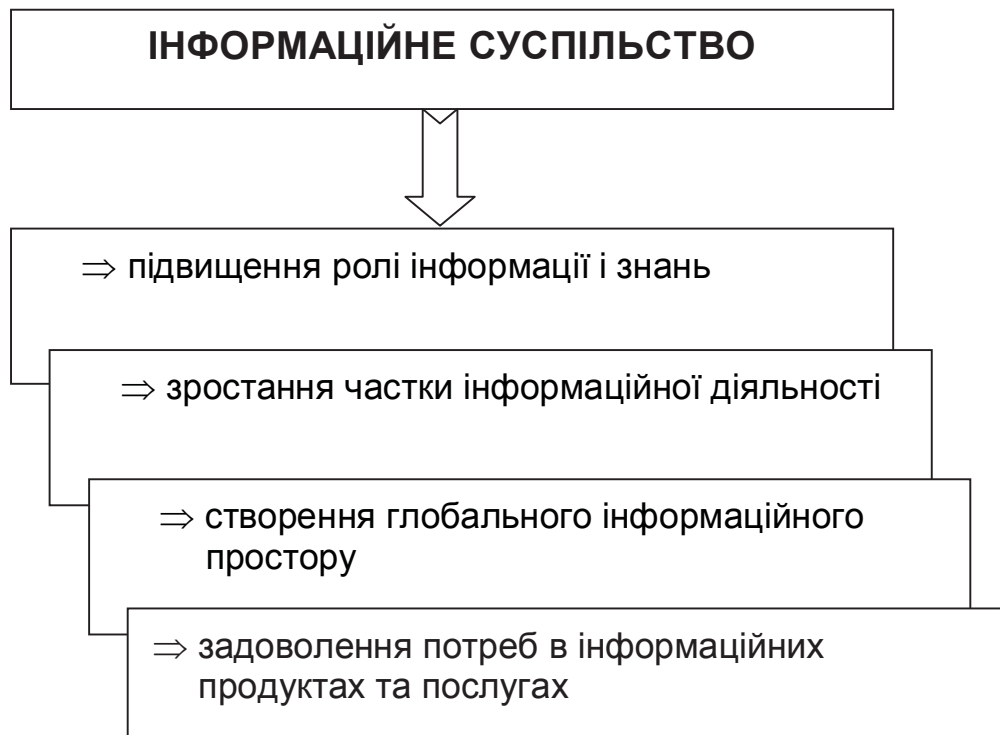 ІНФОРМАЦІЙНЕ СУСПІЛЬСТВО
⇒ підвищення ролі інформації і знань
⇒ зростання частки інформаційної діяльності
⇒ створення глобального інформаційного
простору
⇒ задоволення потреб в інформаційних
продуктах та послугах